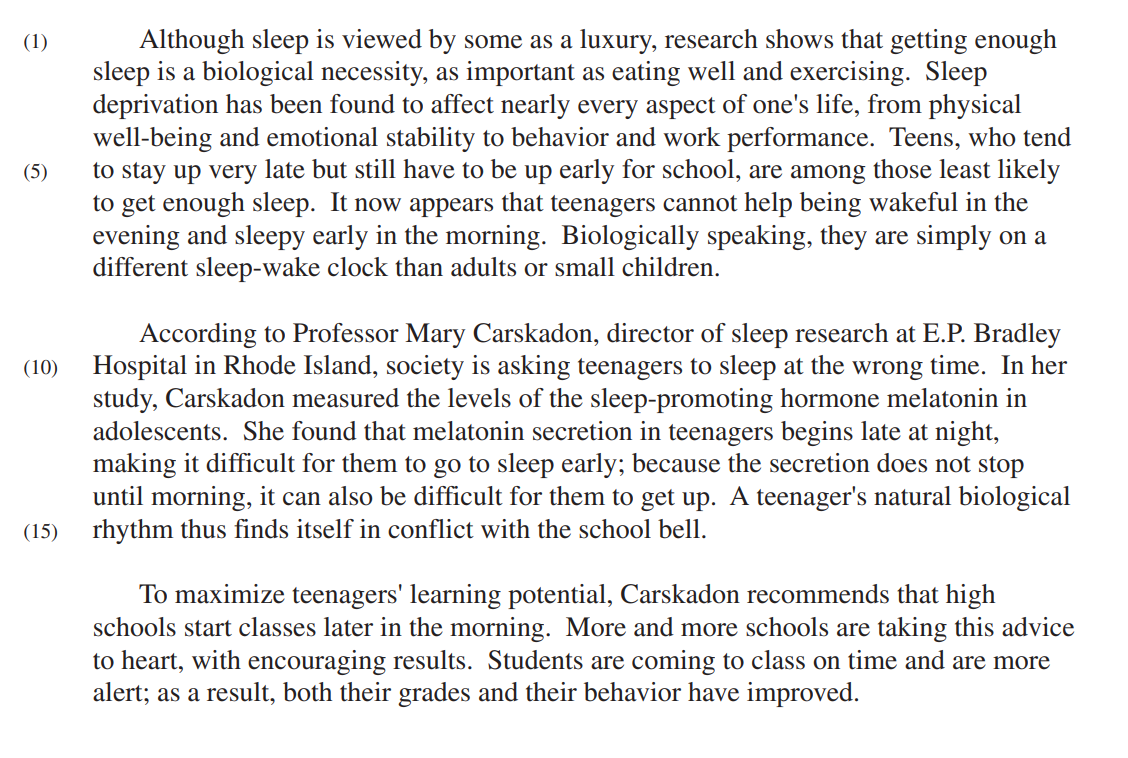 (1) Although sleep is viewed by some as a luxury, research shows that getting enough
sleep is a biological necessity, as important as eating well and exercising. Sleep
deprivation has been found to affect nearly every aspect of one's life, from physical
well-being and emotional stability to behavior and work performance. Teens, who tend
(5) to stay up very late but still have to be up early for school, are among those least likely
to get enough sleep. It now appears that teenagers cannot help being wakeful in the
evening and sleepy early in the morning. Biologically speaking, they are simply on a
different sleep-wake clock than adults or small children.
According to Professor Mary Carskadon, director of sleep research at E.P. Bradley
(10) Hospital in Rhode Island, society is asking teenagers to sleep at the wrong time. In her
study, Carskadon measured the levels of the sleep-promoting hormone melatonin in
adolescents. She found that melatonin secretion in teenagers begins late at night,
making it difficult for them to go to sleep early; because the secretion does not stop
until morning, it can also be difficult for them to get up. A teenager's natural biological
(15) rhythm thus finds itself in conflict with the school bell.
To maximize teenagers' learning potential, Carskadon recommends that high
schools start classes later in the morning. More and more schools are taking this advice
to heart, with encouraging results. Students are coming to class on time and are more
alert; as a result, both their grades and their behavior have improved.